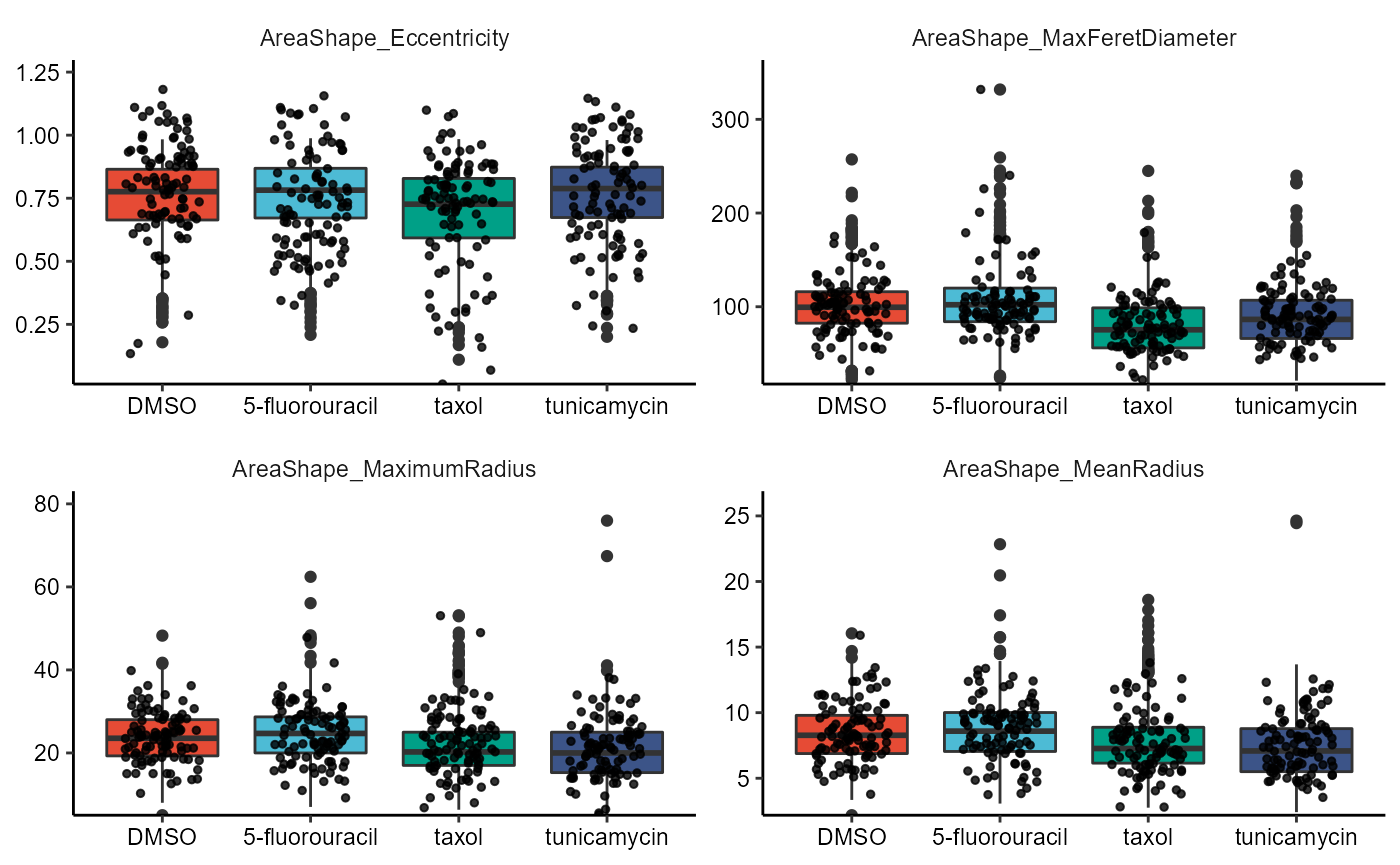 AreaShape_Eccentricity
1.25
1.00
0.75
0.50
0.25
DMSO 5-fluorouracil taxol tunicamycin
AreaShape_MaxFeretDiameter
300
200
100
DMSO 5-fluorouracil taxol tunicamycin
AreaShape_MaximumRadius
80
60
40
20
DMSO 5-fluorouracil taxol tunicamycin
AreaShape_MeanRadius
25
20
15
10
5
DMSO 5-fluorouracil taxol tunicamycin